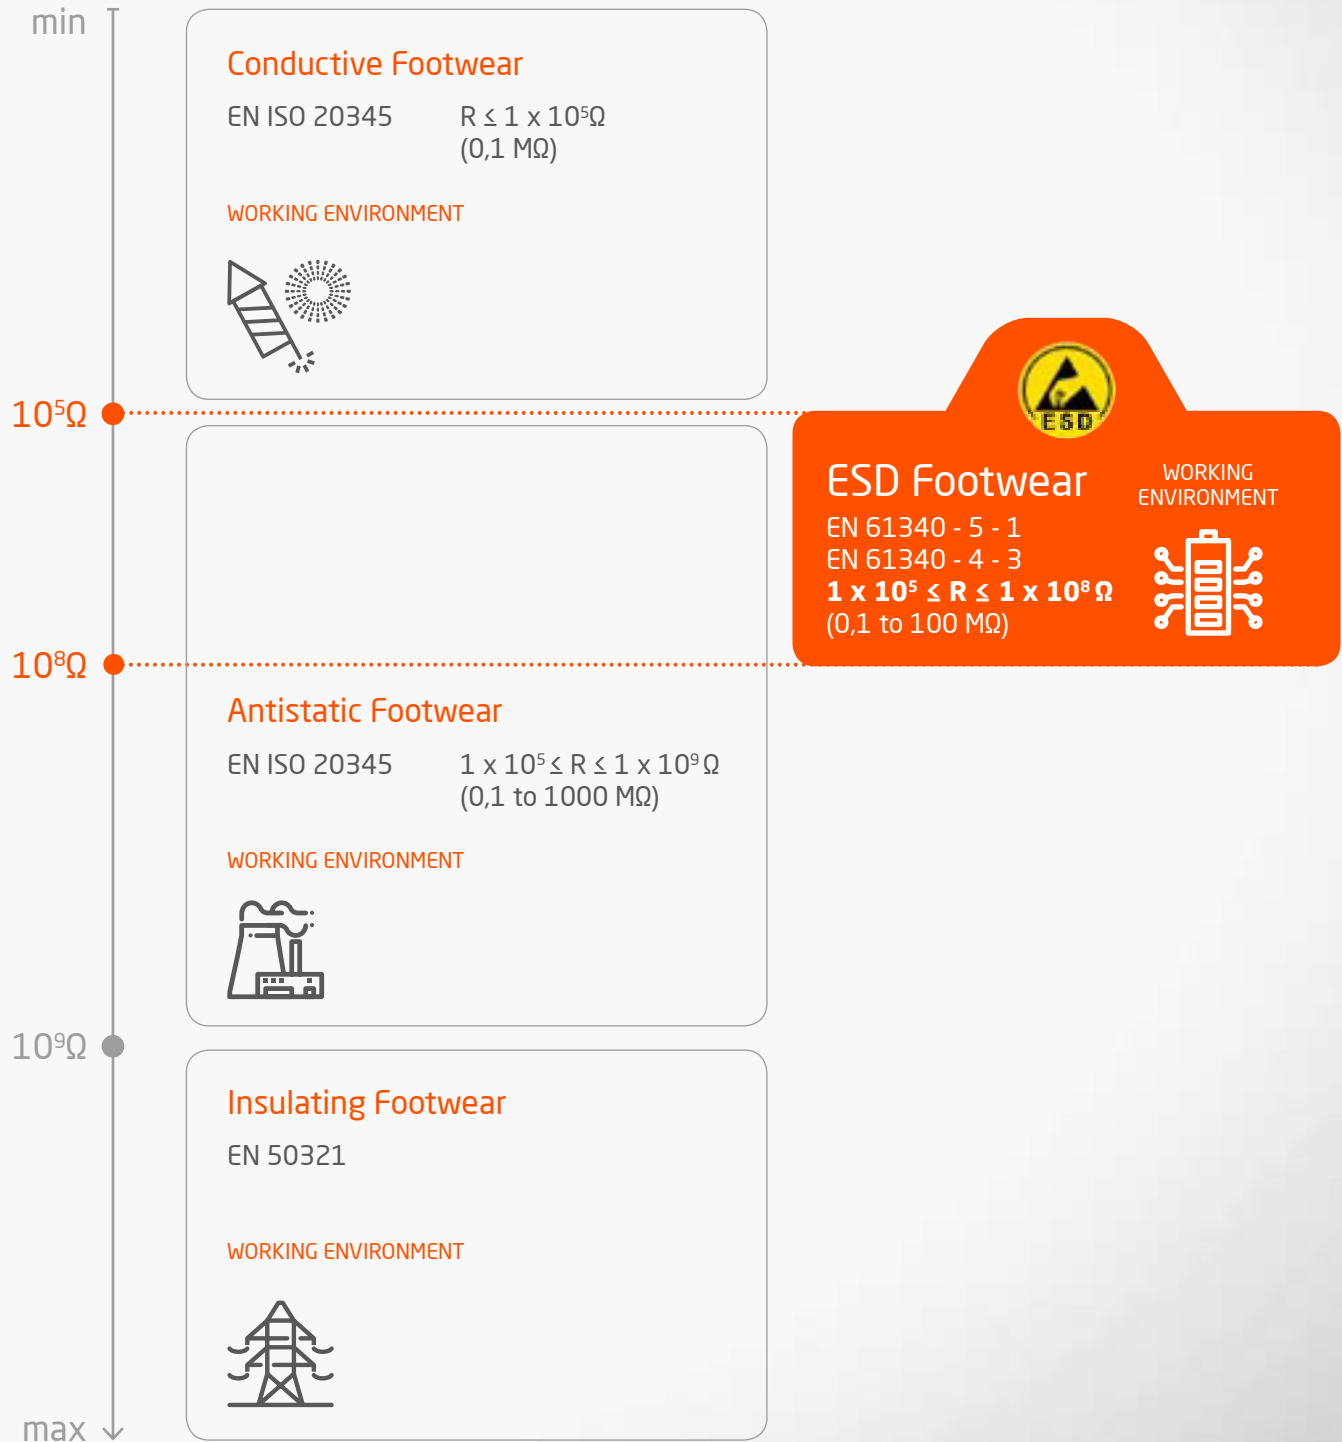 min
Conductive Footwear
EN ISO 20345 R ≤ 1 x 10⁵Ω
(0,1 MΩ)
WORKING ENVIRONMENT
10⁵Ω
ESD
ESD Footwear
EN 61340 - 5 - 1
EN 61340 - 4 - 3
1 x 10⁵ ≤ R ≤ 1 x 10⁸ Ω
(0,1 to 100 MΩ)
WORKING
ENVIRONMENT
10⁸Ω
Antistatic Footwear
EN ISO 20345 1 x 10⁵ ≤ R ≤ 1 x 10⁹ Ω
(0,1 to 1000 MΩ)
WORKING ENVIRONMENT
10⁹Ω
Insulating Footwear
EN 50321
WORKING ENVIRONMENT
max